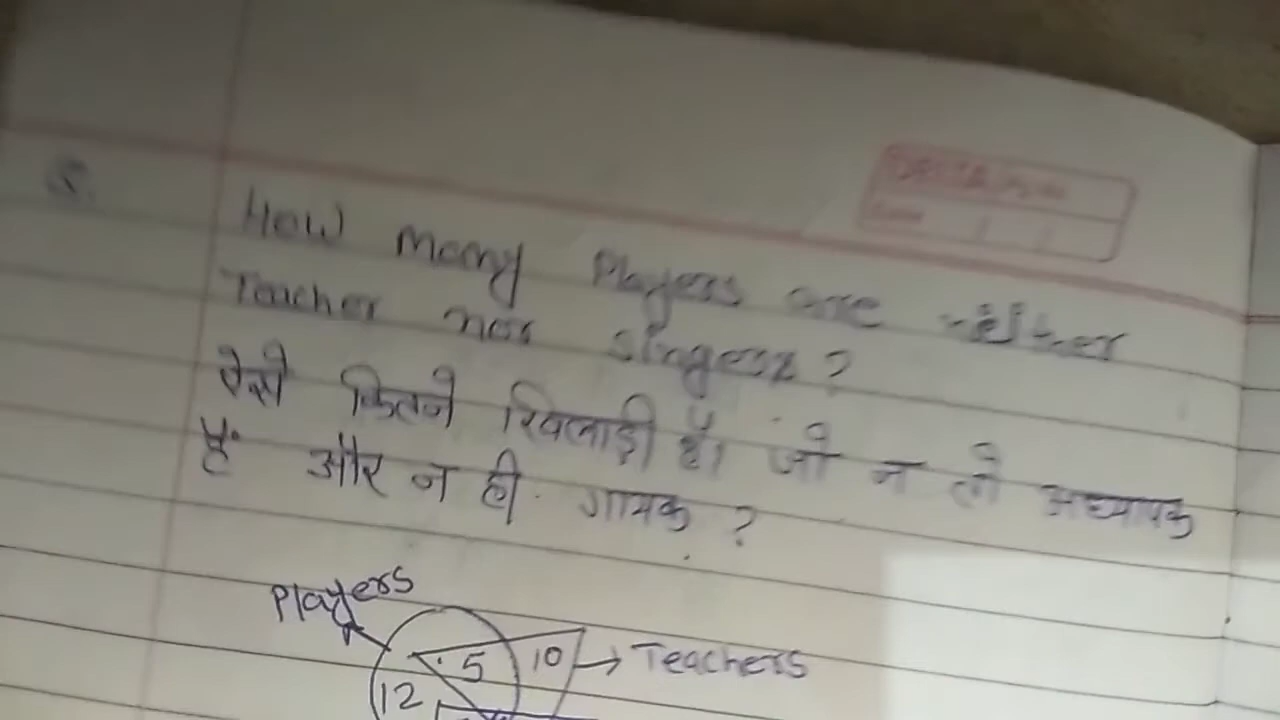 Q.
How many Players are neither
Teacher nor singers?
ऐसे कितने खिलाड़ी हैं। जो न तो अध्यापक
हैं और न ही गायक ?
Players
5 10 → Teachers
12